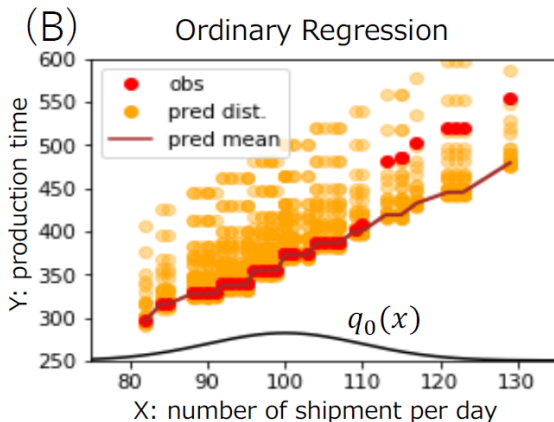 (B) Ordinary Regression
600
550
500
450
400
350
300
250
Y: production time
obs
pred dist.
pred mean
q₀(x)
80 90 100 110 120 130
X: number of shipment per day